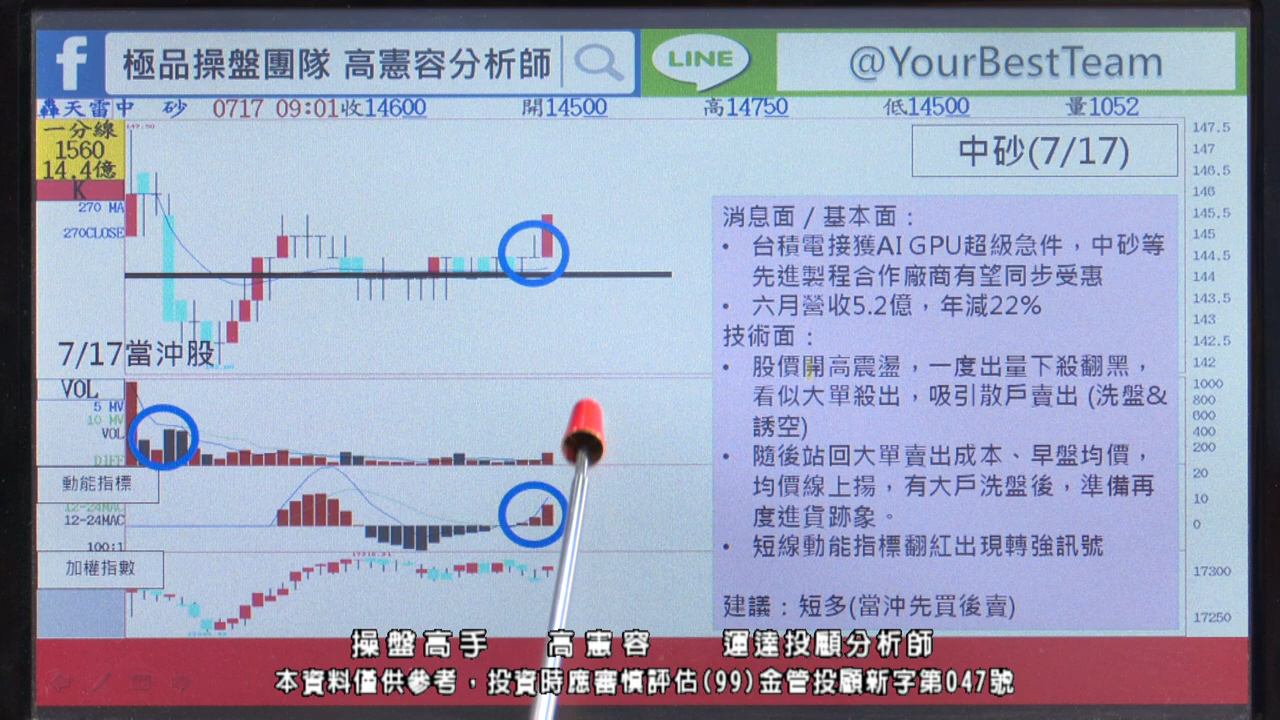 f 極品操盤團隊 高憲容分析師 LINE @YourBestTeam
轟天雷中 砂 0717 09:01收14600 開14500 高14750 低14500 量1052
一分線
1560
14.4億
K
270 MA
270CLOSE
147.50
中砂(7/17)
147.5
147
146.5
146
145.5
145
144.5
144
143.5
143
142.5
142
消息面 / 基本面：
• 台積電接獲AI GPU超級急件，中砂等
先進製程合作廠商有望同步受惠
• 六月營收5.2億，年減22%
技術面：
• 股價開高震盪，一度出量下殺翻黑，
看似大單殺出，吸引散戶賣出 (洗盤&
誘空)
• 隨後站回大單賣出成本、早盤均價，
均價線上揚，有大戶洗盤後，準備再
度進貨跡象。
• 短線動能指標翻紅出現轉強訊號
建議：短多(當沖先買後賣)
7/17當沖股
VOL
5 MV
10 MV
VOL
DIFF
1000
800
600
400
200
動能指標
12-24MAC
12-24MAC
100:1
20
10
0
加權指數
17300
17250
操盤高手 高憲容 運達投顧分析師
本資料僅供參考，投資時應審慎評估(99)金管投顧新字第047號